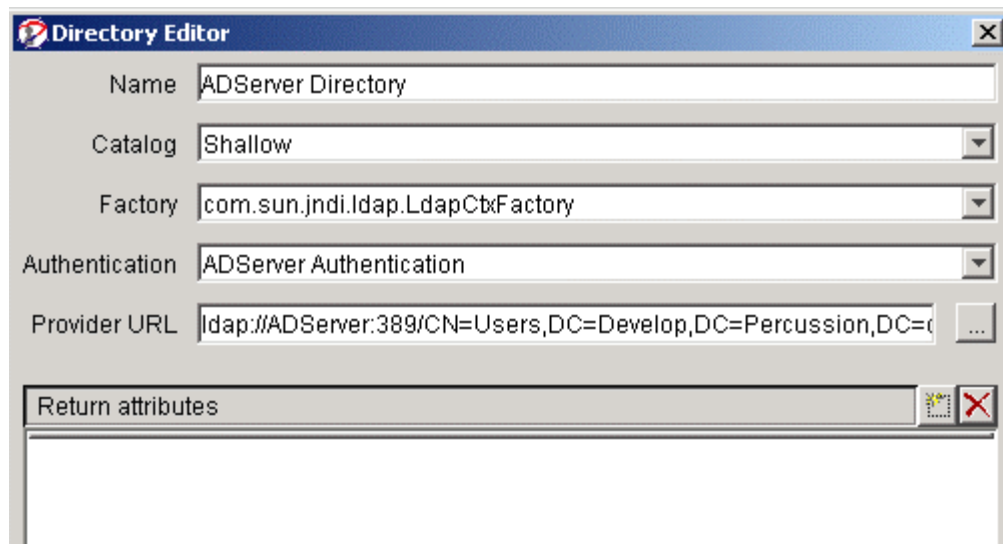 Directory Editor
Name ADServer Directory
Catalog Shallow
Factory com.sun.jndi.ldap.LdapCtxFactory
Authentication ADServer Authentication
Provider URL ldap://ADServer:389/CN=Users,DC=Develop,DC=Percussion,DC= ...
Return attributes